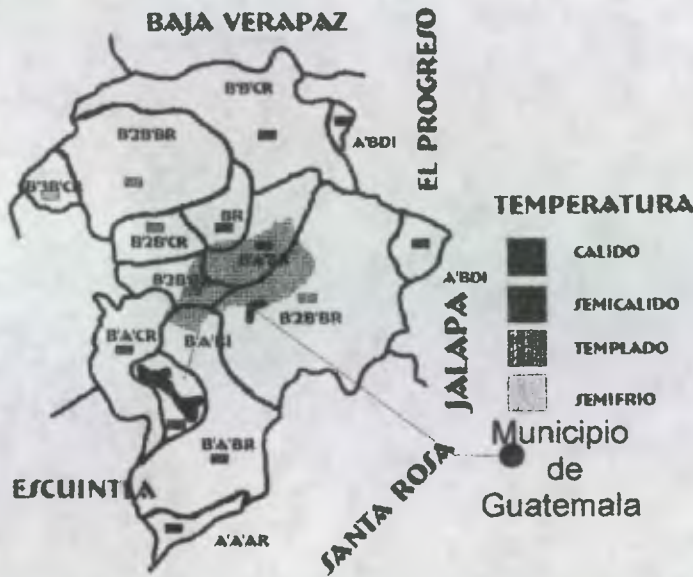 BAJA VERAPAZ
EL PROGRESO
B'B'CR
A'BDI
B'2B'BR
B'3B'CR
BR
B'2B'CR
A'BDI
B'2B'BR
B'A'CR
B'A'BI
B'A'BR
A'A'AR
ESCUINTLA
SANTA ROSA
JALAPA
TEMPERATURA
CALIDO
SEMICALIDO
TEMPLADO
SEMIFRIO
Municipio
de
Guatemala